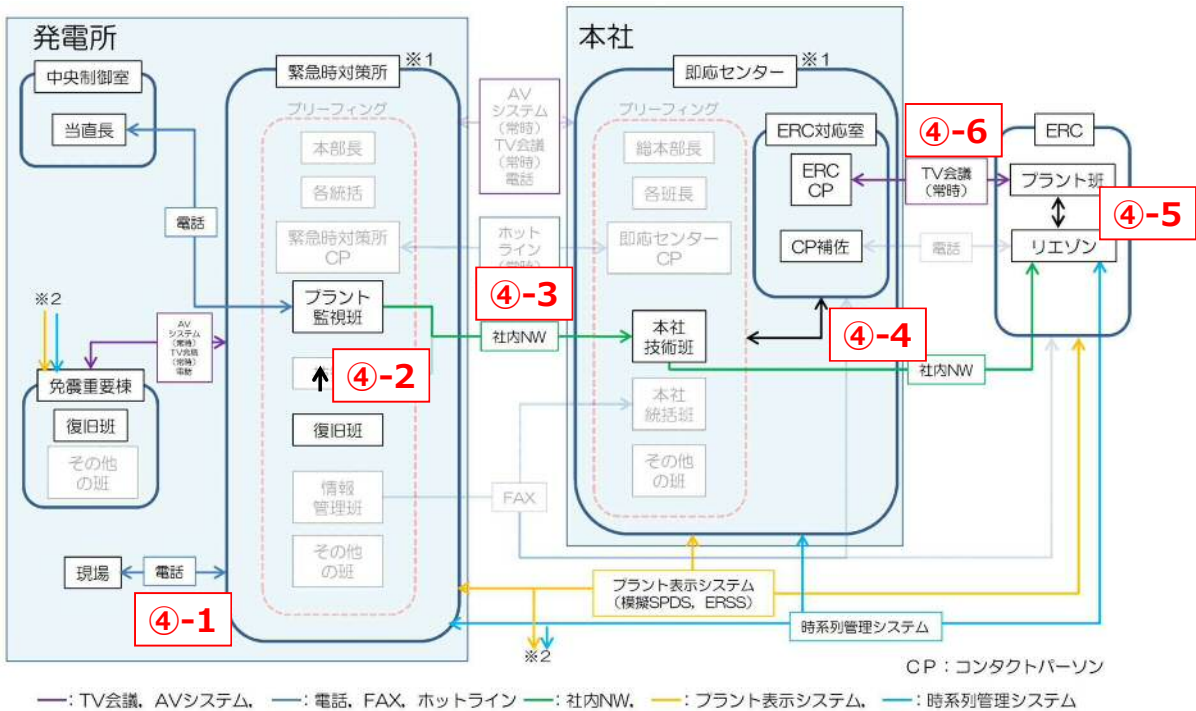 発電所
中央制御室
当直長
電話
※2
AV
システム
(常時)
TV会議
(常時)
電話
免震重要棟
復旧班
その他
の班
現場
電話
④-1
緊急時対策所
※1
ブリーフィング
本部長
各統括
緊急時対策所
CP
プラント
監視班
④-2
復旧班
情報
管理班
その他
の班
AV
システム
(常時)
TV会議
(常時)
電話
ホット
ライン
④-3
社内NW
FAX
本社
即応センター
※1
ブリーフィング
総本部長
各班長
即応センター
CP
本社
技術班
本社
統括班
その他
の班
ERC対応室
ERC
CP
CP補佐
④-4
④-6
TV会議
(常時)
電話
社内NW
ERC
プラント班
④-5
リエゾン
プラント表示システム
(模擬SPDS, ERSS)
時系列管理システム
※2
CP:コンタクトパーソン
:TV会議, AVシステム, :電話, FAX, ホットライン :社内NW, :プラント表示システム, :時系列管理システム